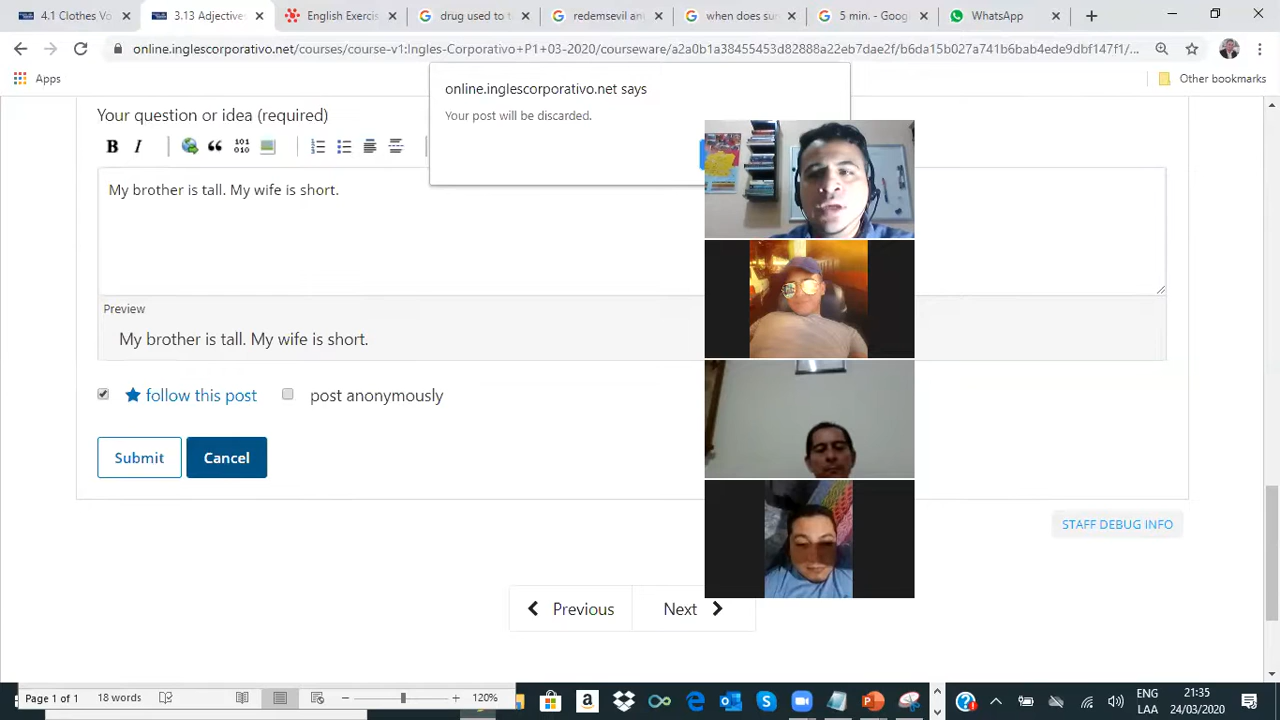 4.1 Clothes Vo
3.13 Adjective
English Exercis
drug used to t
redemsevil any
when does su
5 min. - Goog
WhatsApp
online.inglescorporativo.net/courses/course-v1:Ingles-Corporativo+P1+03-2020/courseware/a2a0b1a38455453d82888a22eb7dae2f/b6da15b027a741b6bab4ede9dbf147f1/...
Apps
Other bookmarks
online.inglescorporativo.net says
Your post will be discarded.
Your question or idea (required)
B I 101 010
My brother is tall. My wife is short.
Preview
My brother is tall. My wife is short.
follow this post post anonymously
Submit Cancel
STAFF DEBUG INFO
Previous Next
Page 1 of 1 18 words 120%
ENG 21:35
LAA 24/03/2020